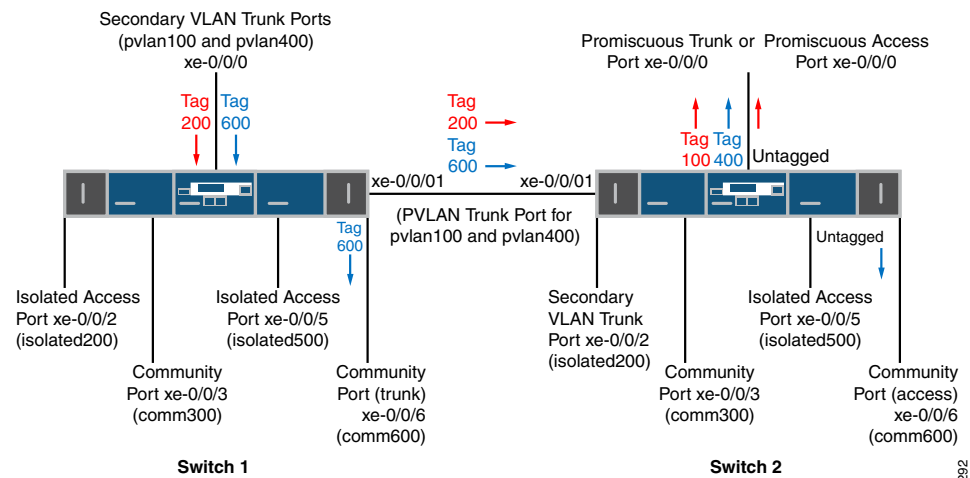 Secondary VLAN Trunk Ports
(pvlan100 and pvlan400)
xe-0/0/0
Tag
200
Tag
600
Tag
200
Tag
600
Promiscuous Trunk or
Port xe-0/0/0
Promiscuous Access
Port xe-0/0/0
Tag
100
Tag
400
Untagged
xe-0/0/01
xe-0/0/01
(PVLAN Trunk Port for
pvlan100 and pvlan400)
Tag
600
Untagged
Isolated Access
Port xe-0/0/2
(isolated200)
Isolated Access
Port xe-0/0/5
(isolated500)
Community
Port xe-0/0/3
(comm300)
Community
Port (trunk)
xe-0/0/6
(comm600)
Secondary
VLAN Trunk
Port xe-0/0/2
(isolated200)
Isolated Access
Port xe-0/0/5
(isolated500)
Community
Port xe-0/0/3
(comm300)
Community
Port (access)
xe-0/0/6
(comm600)
Switch 1
Switch 2